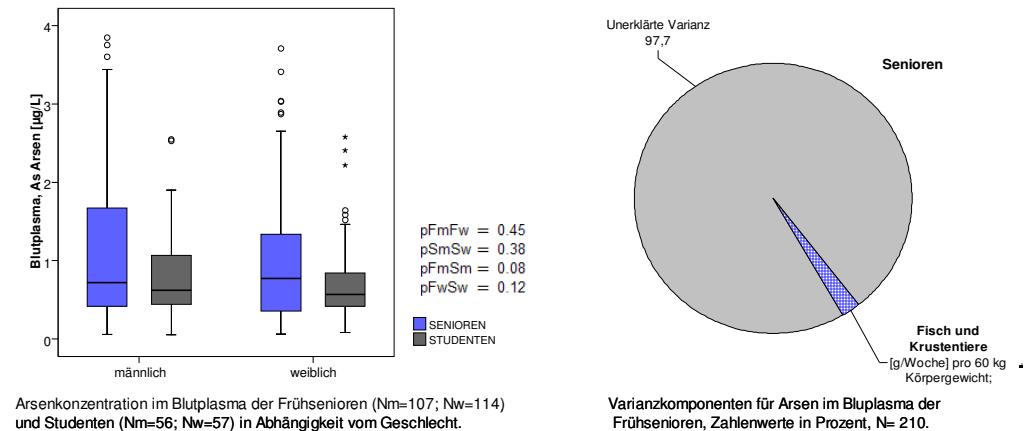 4
3
2
1
0
Blutplasma, As Arsen [µg/L]
männlich
weiblich
pFmFw = 0.45
pSmSw = 0.38
pFmSm = 0.08
pFwSw = 0.12
SENIOREN
STUDENTEN
Arsenkonzentration im Blutplasma der Frühsenioren (Nm=107; Nw=114)
und Studenten (Nm=56; Nw=57) in Abhängigkeit vom Geschlecht.
Unerklärte Varianz
97,7
Senioren
Fisch und
Krustentiere
[g/Woche] pro 60 kg
Körpergewicht;
Varianzkomponenten für Arsen im Bluplasma der
Frühsenioren, Zahlenwerte in Prozent, N= 210.